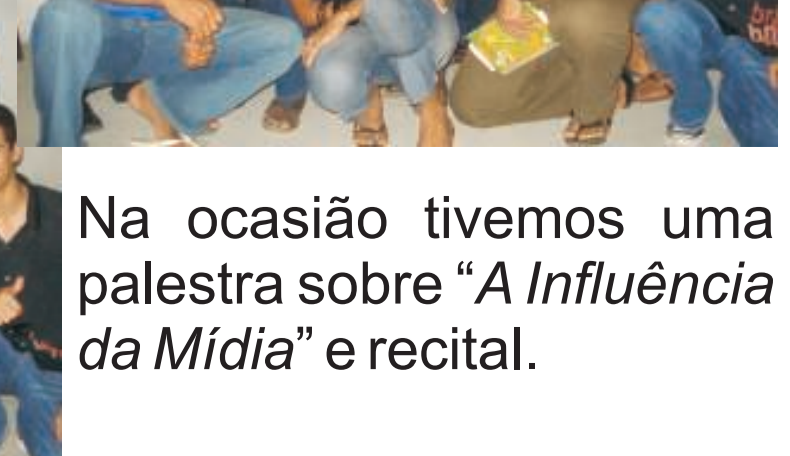 Na ocasião tivemos uma
palestra sobre “A Influência
da Mídia” e recital.